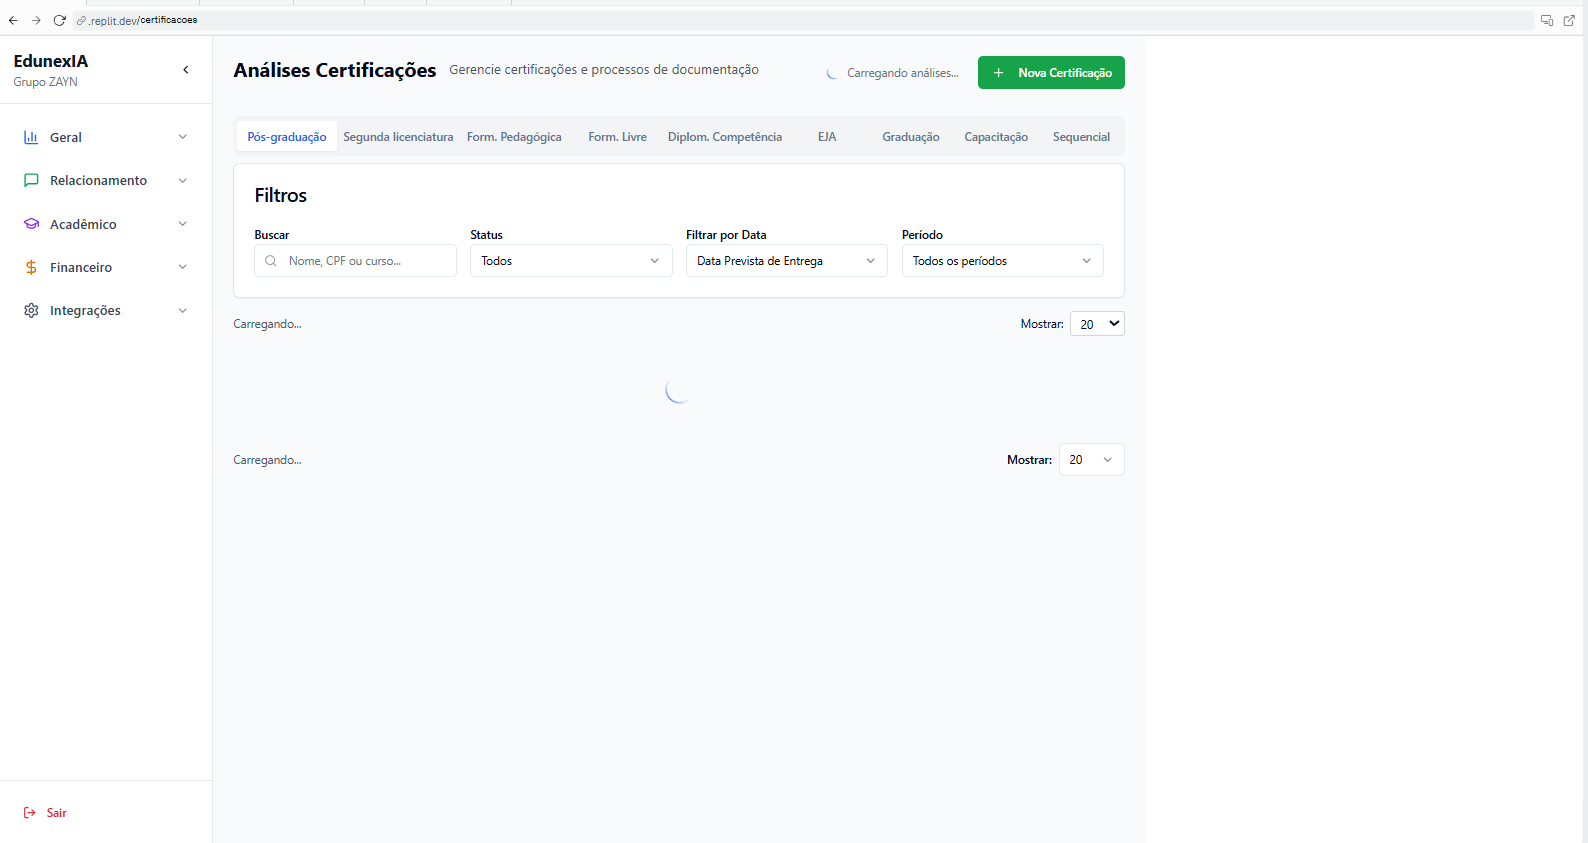 .replit.dev/certificacoes
EdunexIA
Grupo ZAYN
Geral
Relacionamento
Acadêmico
Financeiro
Integrações
Sair
Análises Certificações Gerencie certificações e processos de documentação Carregando análises... + Nova Certificação
Pós-graduação Segunda licenciatura Form. Pedagógica Form. Livre Diplom. Competência EJA Graduação Capacitação Sequencial
Filtros
Buscar Status Filtrar por Data Período
Nome, CPF ou curso... Todos Data Prevista de Entrega Todos os períodos
Carregando... Mostrar: 20
Carregando... Mostrar: 20